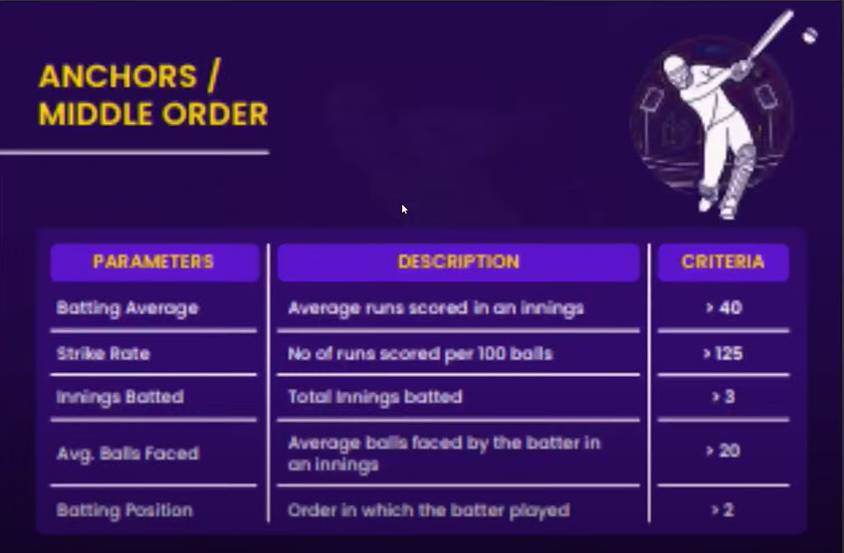 ANCHORS /
MIDDLE ORDER
PARAMETERS DESCRIPTION CRITERIA
Batting Average Average runs scored in an innings > 40
Strike Rate No of runs scored per 100 balls > 125
Innings Batted Total Innings batted > 3
Avg. Balls Faced Average balls faced by the batter in
an innings > 20
Batting Position Order in which the batter played > 2